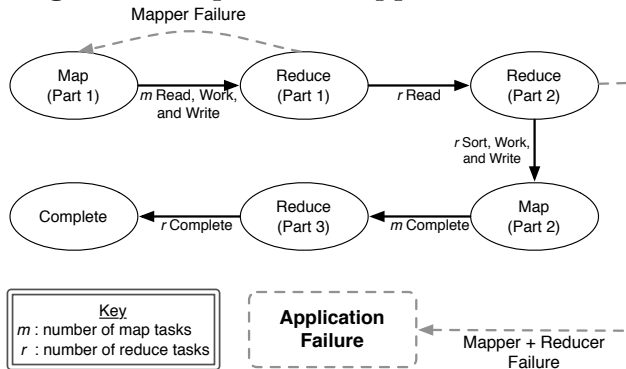 Mapper Failure
Map
(Part 1)
m Read, Work,
and Write
Reduce
(Part 1)
r Read
Reduce
(Part 2)
r Sort, Work,
and Write
Complete
r Complete
Reduce
(Part 3)
m Complete
Map
(Part 2)
Key
m : number of map tasks
r : number of reduce tasks
Application
Failure
Mapper + Reducer
Failure